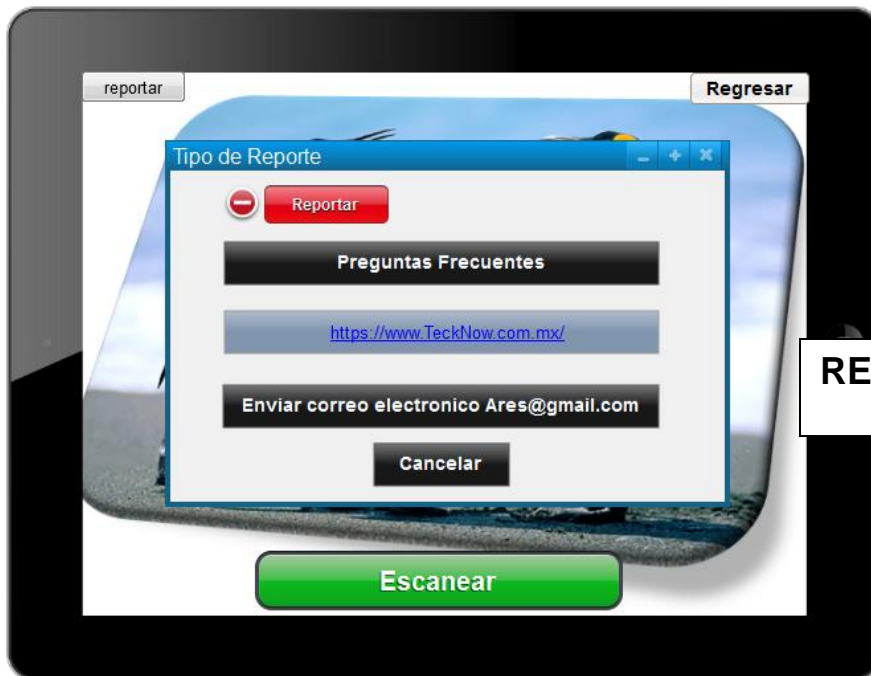 reportar
Regresar
Tipo de Reporte
Reportar
Preguntas Frecuentes
https://www.TeckNow.com.mx/
Enviar correo electronico Ares@gmail.com
Cancelar
RE
Escanear